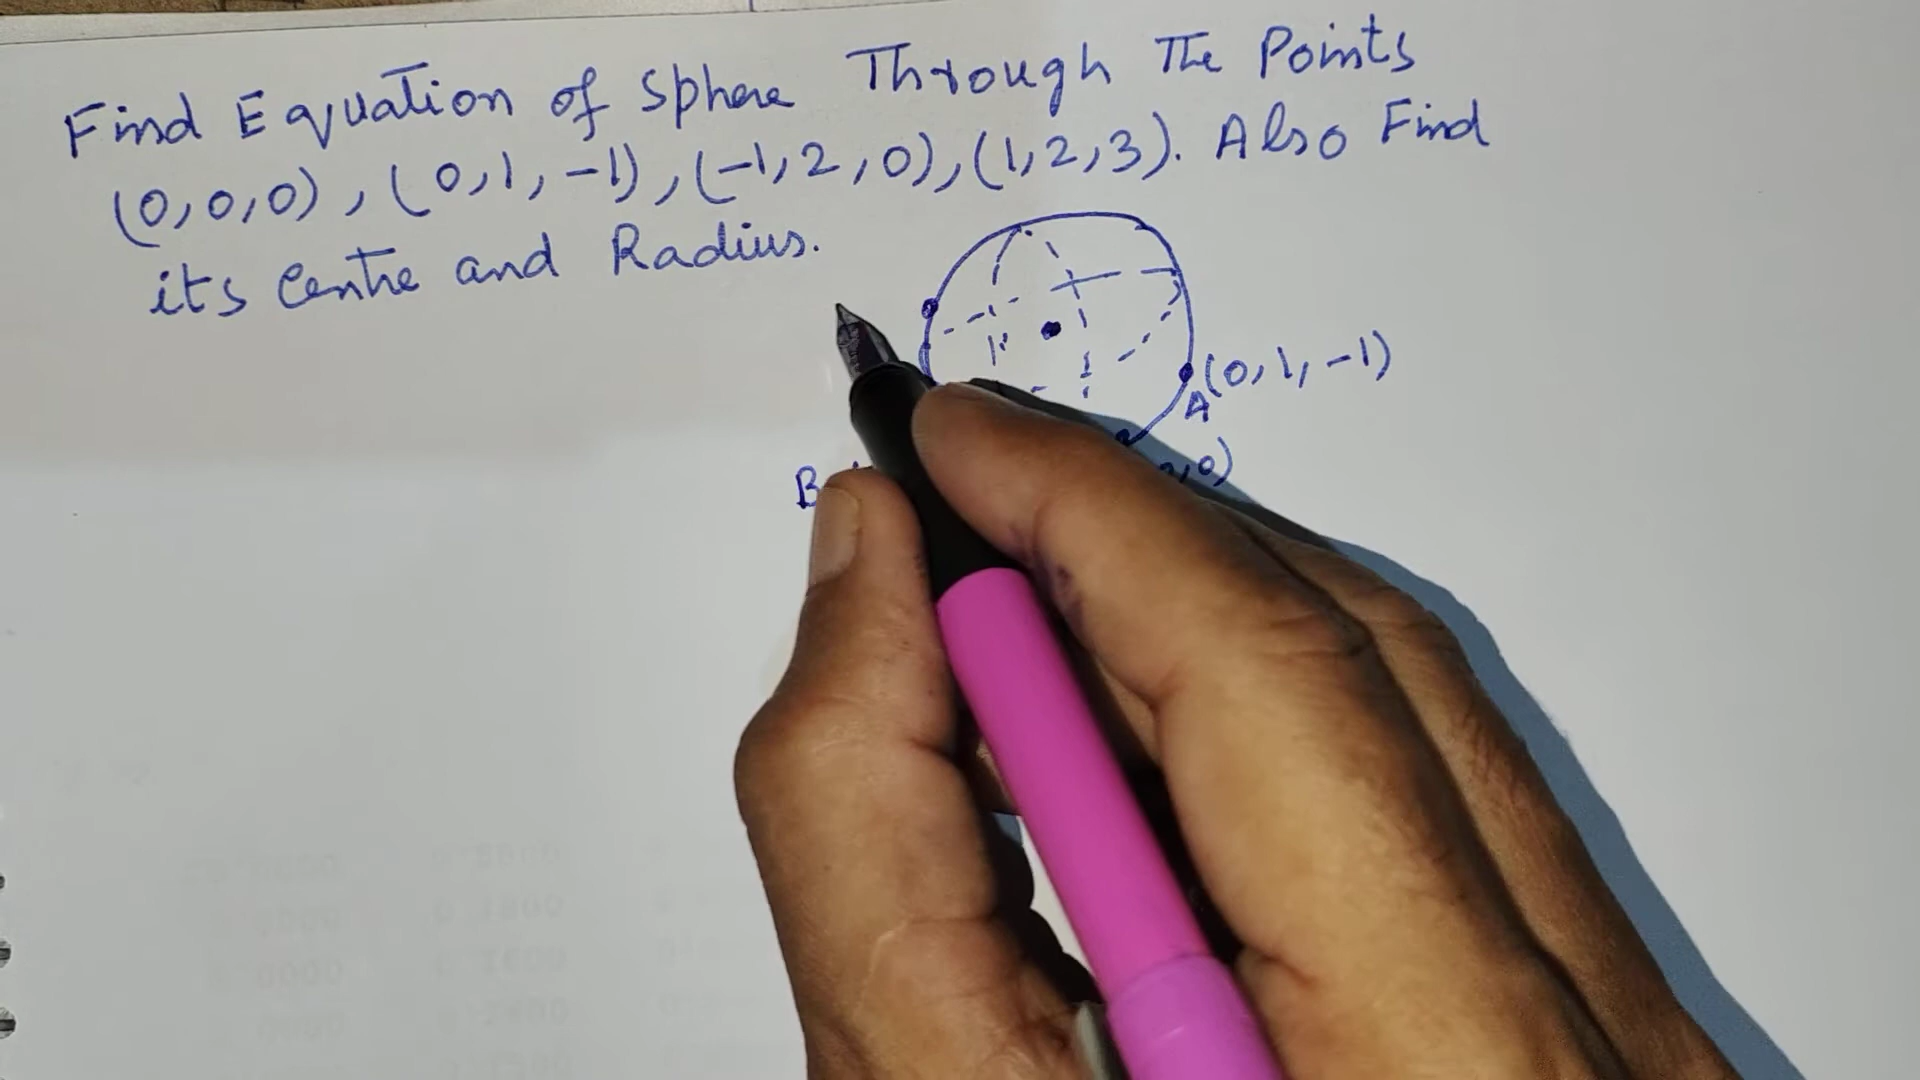 Find Equation of Sphere Through The Points
(0,0,0), (0,1,-1), (-1,2,0), (1,2,3). Also Find
its Centre and Radius.
(0,1,-1)
A
B
,0)